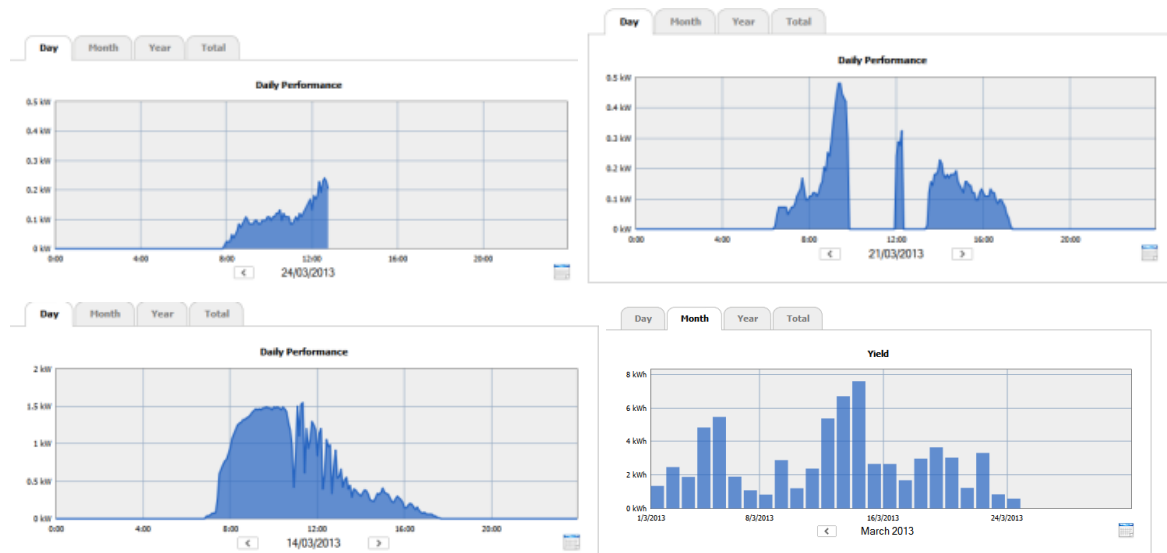 Day Month Year Total
Daily Performance
0.5 kW
0.4 kW
0.3 kW
0.2 kW
0.1 kW
0 kW
0:00 4:00 8:00 12:00 16:00 20:00
< 24/03/2013
Day Month Year Total
Daily Performance
0.5 kW
0.4 kW
0.3 kW
0.2 kW
0.1 kW
0 kW
0:00 4:00 8:00 12:00 16:00 20:00
< 21/03/2013 >
Day Month Year Total
Daily Performance
2 kW
1.5 kW
1 kW
0.5 kW
0 kW
0:00 4:00 8:00 12:00 16:00 20:00
< 14/03/2013 >
Day Month Year Total
Yield
8 kWh
6 kWh
4 kWh
2 kWh
0 kWh
1/3/2013 8/3/2013 16/3/2013 24/3/2013
< March 2013